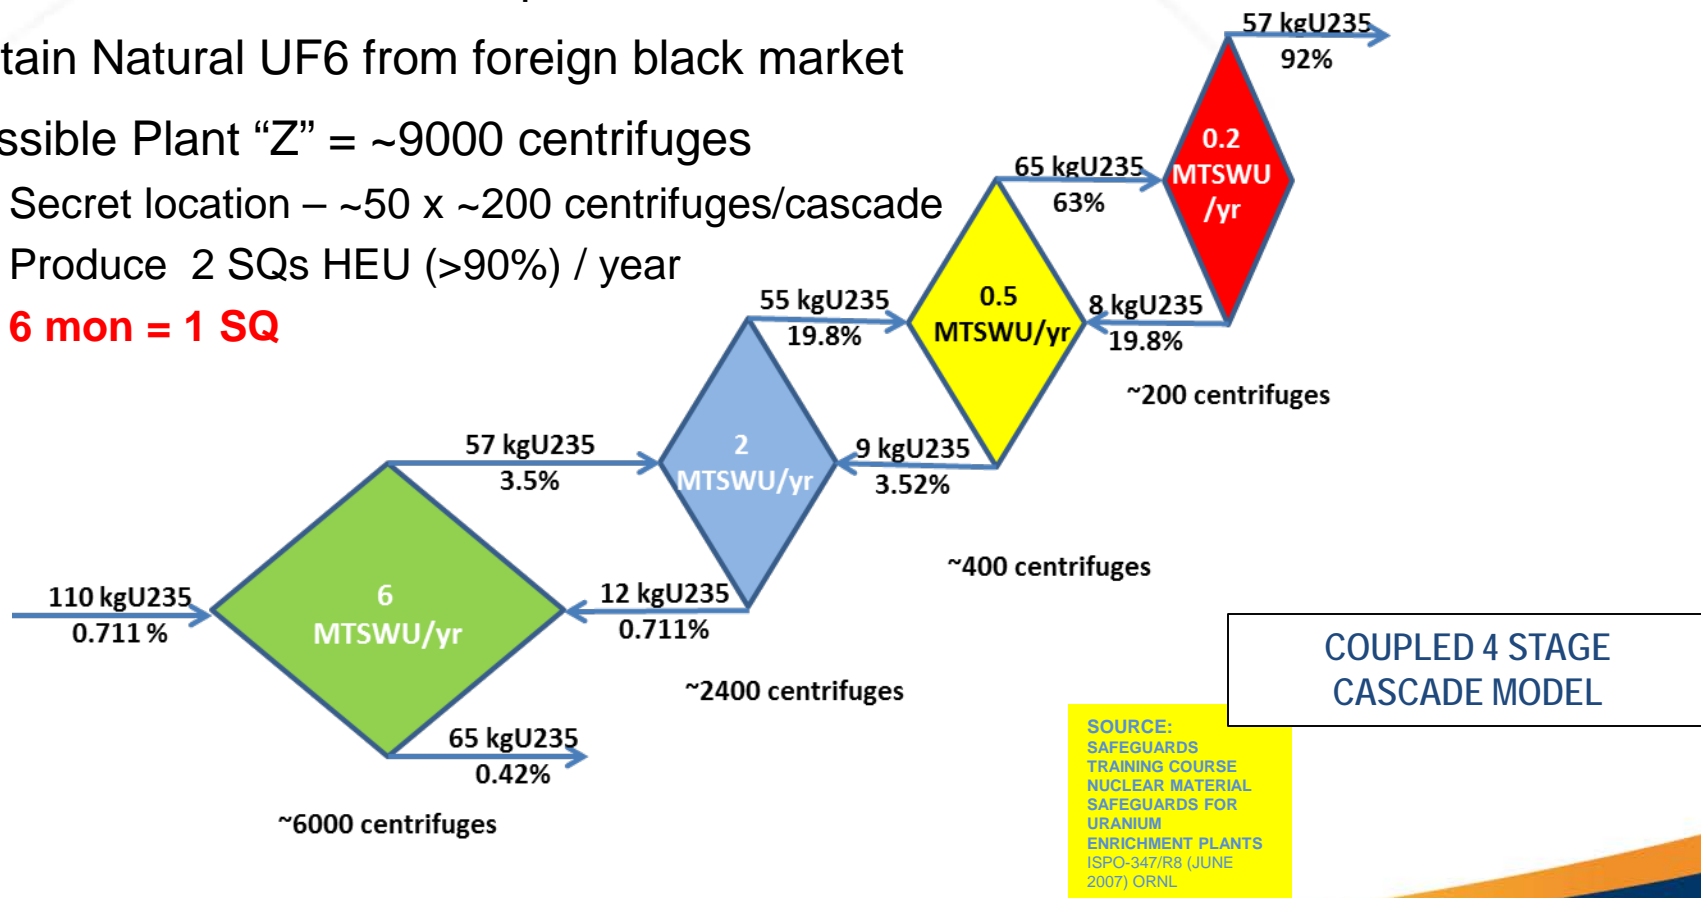 tain Natural UF6 from foreign black market
ssible Plant “Z” = ~9000 centrifuges
Secret location – ~50 x ~200 centrifuges/cascade
Produce 2 SQs HEU (>90%) / year
6 mon = 1 SQ
57 kgU235
92%
0.2
MTSWU
/yr
65 kgU235
63%
8 kgU235
19.8%
~200 centrifuges
55 kgU235
19.8%
0.5
MTSWU/yr
9 kgU235
3.52%
~400 centrifuges
57 kgU235
3.5%
2
MTSWU/yr
12 kgU235
0.711%
~2400 centrifuges
110 kgU235
0.711 %
6
MTSWU/yr
65 kgU235
0.42%
~6000 centrifuges
COUPLED 4 STAGE
CASCADE MODEL
SOURCE:
SAFEGUARDS
TRAINING COURSE
NUCLEAR MATERIAL
SAFEGUARDS FOR
URANIUM
ENRICHMENT PLANTS
ISPO-347/R8 (JUNE
2007) ORNL